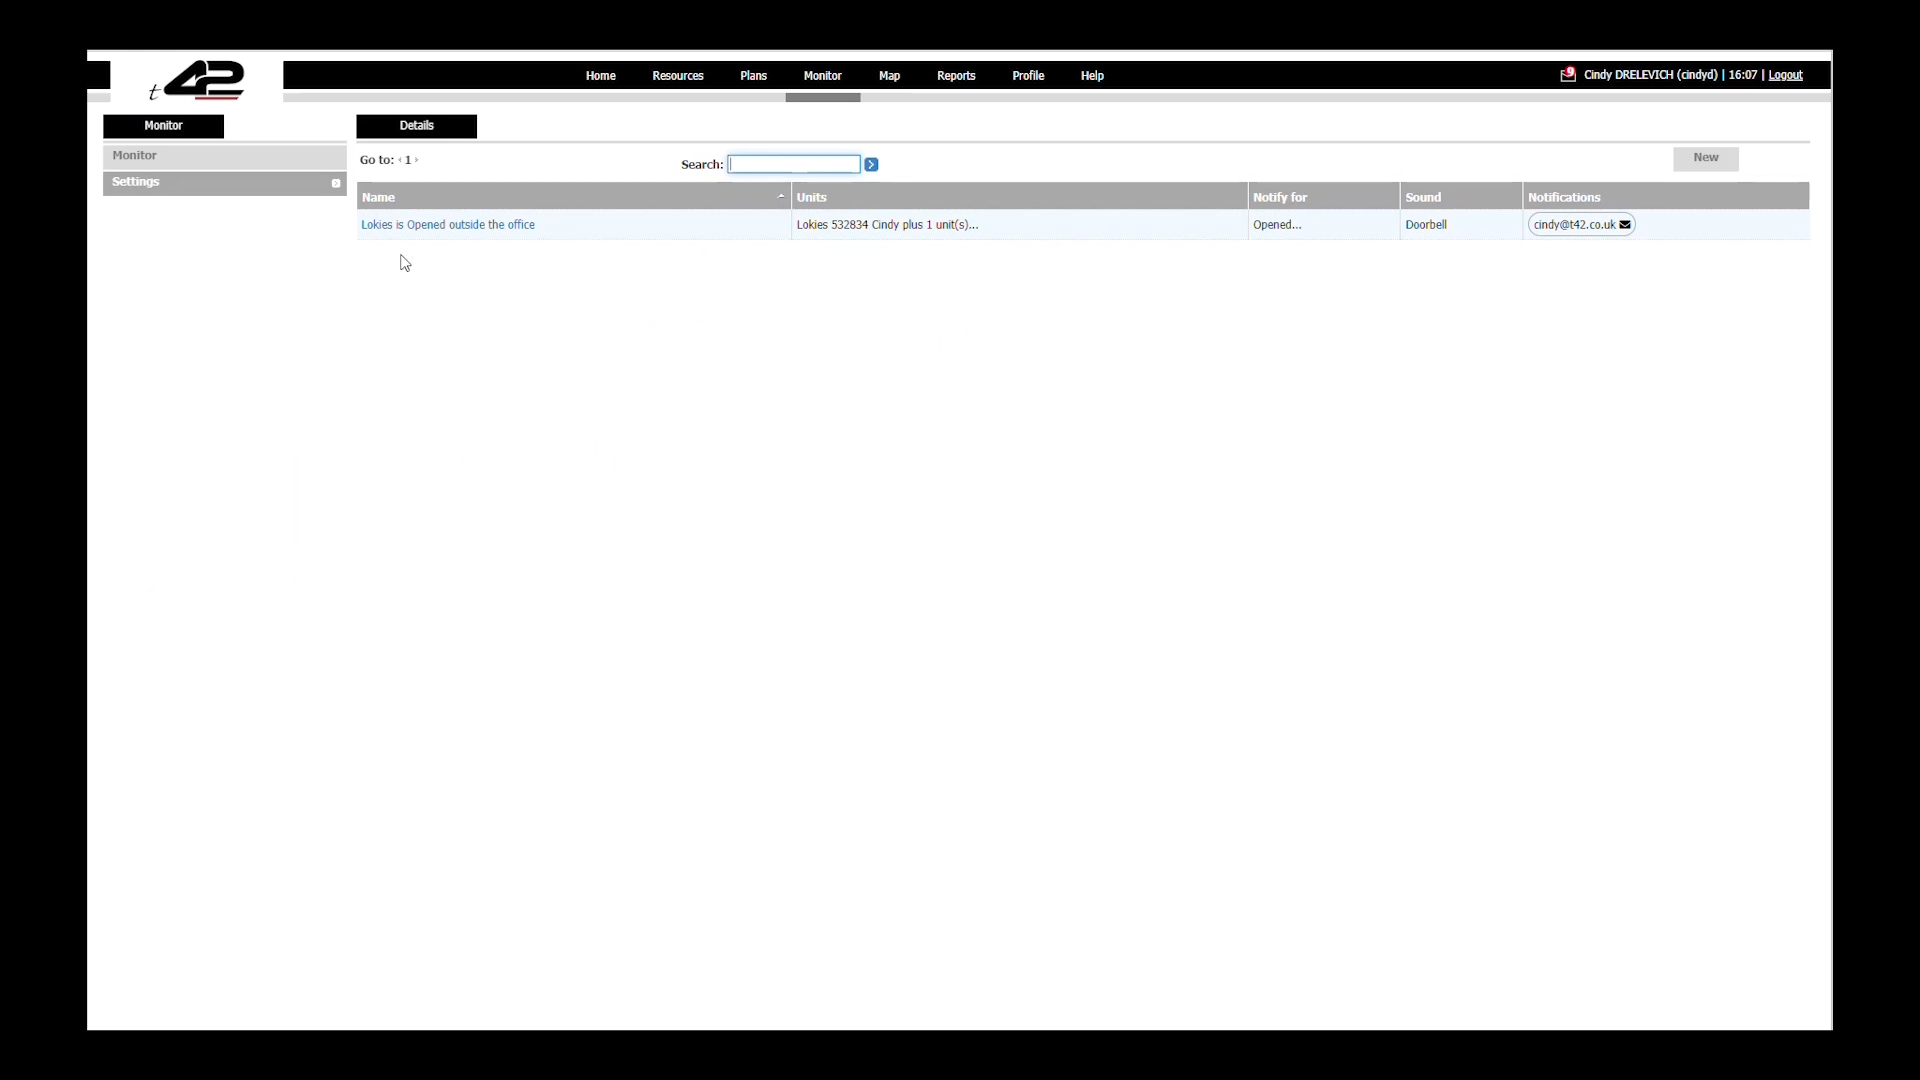 t42
Home Resources Plans Monitor Map Reports Profile Help
9 Cindy DRELEVICH (cindyd) | 16:07 | Logout
Monitor
Details
Monitor
Settings
Go to: ‹ 1 ›
Search:
New
Name Units Notify for Sound Notifications
Lokies is Opened outside the office Lokies 532834 Cindy plus 1 unit(s)... Opened... Doorbell cindy@t42.co.uk